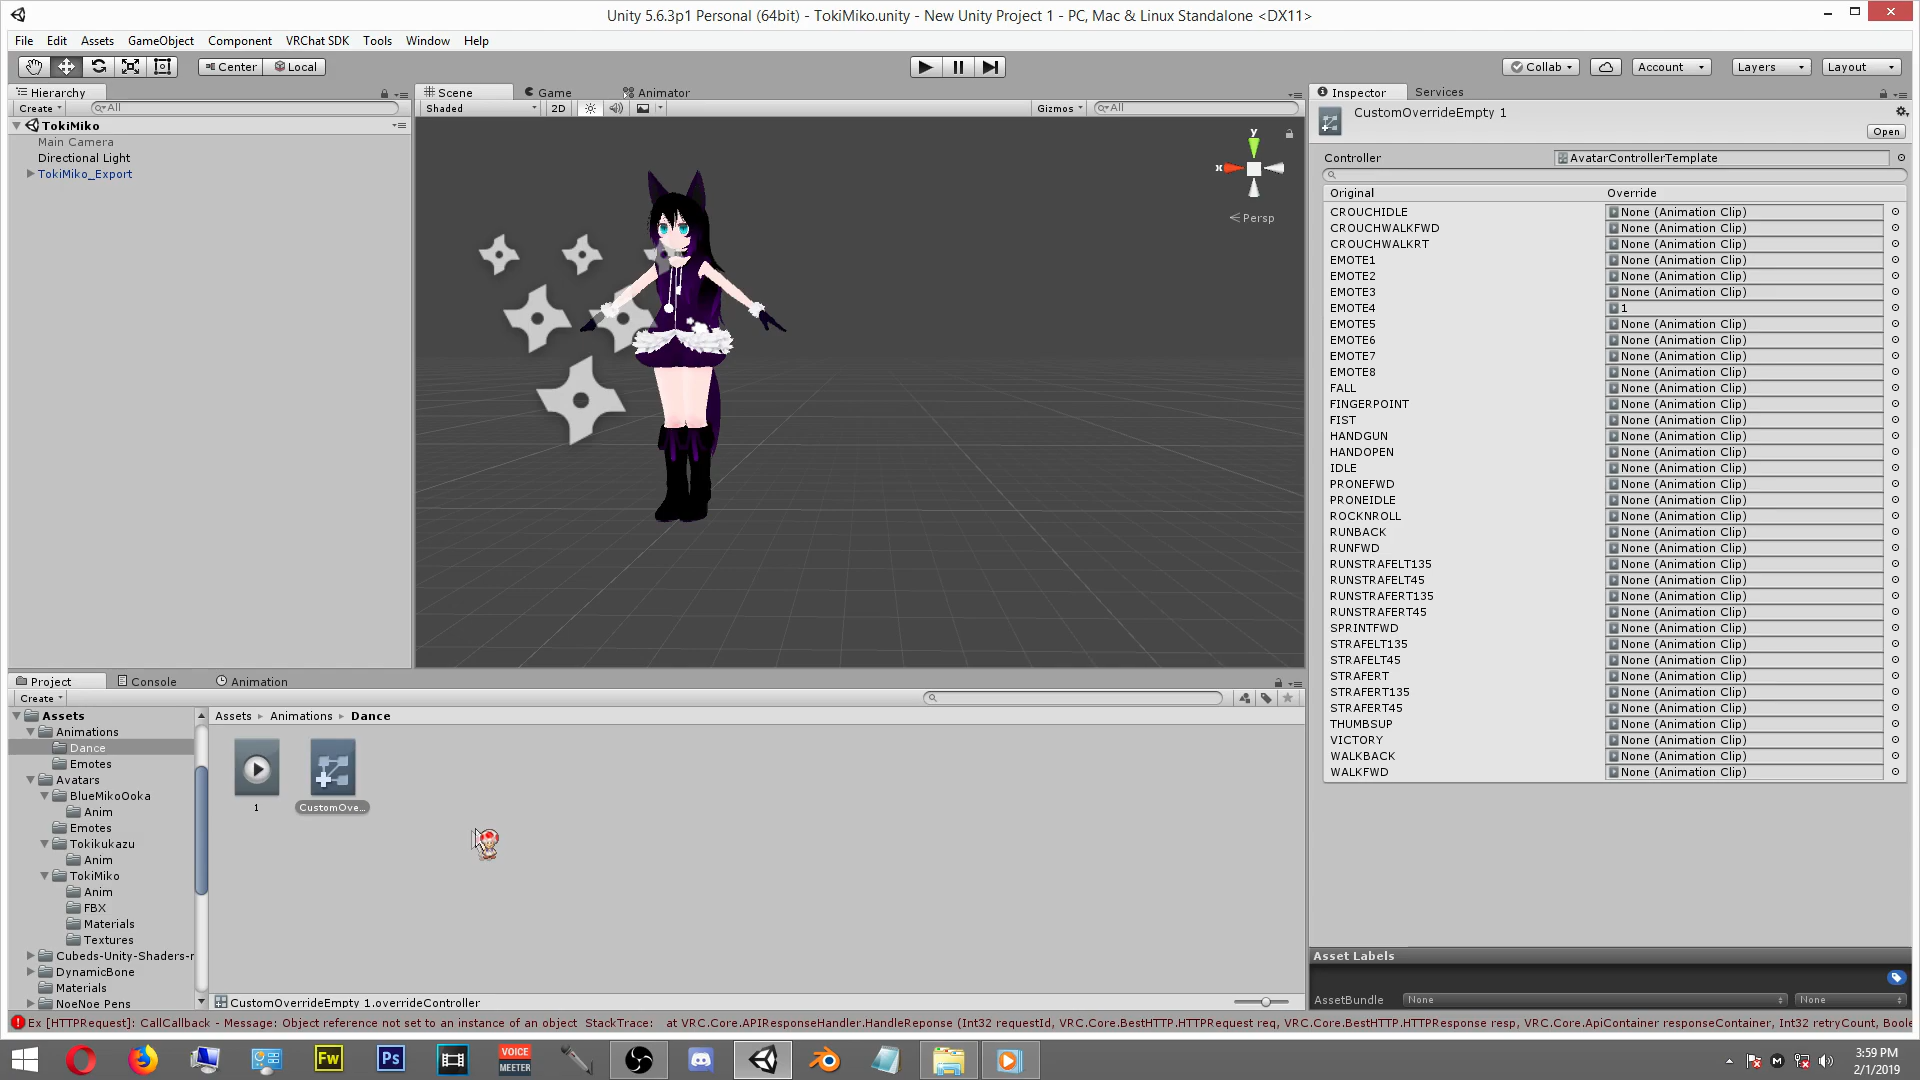 Unity 5.6.3p1 Personal (64bit) - TokiMiko.unity - New Unity Project 1 - PC, Mac & Linux Standalone <DX11>
File Edit Assets GameObject Component VRChat SDK Tools Window Help
Center Local Collab Account Layers Layout
Hierarchy
Create All
TokiMiko
Main Camera
Directional Light
TokiMiko_Export
Scene Game Animator
Shaded 2D Gizmos All
y
x
Persp
Inspector Services
CustomOverrideEmpty 1
Open
Controller AvatarControllerTemplate
Original Override
CROUCHIDLE None (Animation Clip)
CROUCHWALKFWD None (Animation Clip)
CROUCHWALKRT None (Animation Clip)
EMOTE1 None (Animation Clip)
EMOTE2 None (Animation Clip)
EMOTE3 None (Animation Clip)
EMOTE4 1
EMOTE5 None (Animation Clip)
EMOTE6 None (Animation Clip)
EMOTE7 None (Animation Clip)
EMOTE8 None (Animation Clip)
FALL None (Animation Clip)
FINGERPOINT None (Animation Clip)
FIST None (Animation Clip)
HANDGUN None (Animation Clip)
HANDOPEN None (Animation Clip)
IDLE None (Animation Clip)
PRONEFWD None (Animation Clip)
PRONEIDLE None (Animation Clip)
ROCKNROLL None (Animation Clip)
RUNBACK None (Animation Clip)
RUNFWD None (Animation Clip)
RUNSTRAFELT135 None (Animation Clip)
RUNSTRAFELT45 None (Animation Clip)
RUNSTRAFERT135 None (Animation Clip)
RUNSTRAFERT45 None (Animation Clip)
SPRINTFWD None (Animation Clip)
STRAFELT135 None (Animation Clip)
STRAFELT45 None (Animation Clip)
STRAFERT None (Animation Clip)
STRAFERT135 None (Animation Clip)
STRAFERT45 None (Animation Clip)
THUMBSUP None (Animation Clip)
VICTORY None (Animation Clip)
WALKBACK None (Animation Clip)
WALKFWD None (Animation Clip)
Asset Labels
AssetBundle None None
Project Console Animation
Create
Assets
Animations
Dance
Emotes
Avatars
BlueMikoOoka
Anim
Emotes
Tokikukazu
Anim
TokiMiko
Anim
FBX
Materials
Textures
Cubeds-Unity-Shaders-r
DynamicBone
Materials
NoeNoe Pens
Assets Animations Dance
1 CustomOve...
CustomOverrideEmpty 1.overrideController
Ex [HTTPRequest]: CallCallback - Message: Object reference not set to an instance of an object StackTrace: at VRC.Core.APIResponseHandler.HandleReponse (Int32 requestId, VRC.Core.BestHTTP.HTTPRequest req, VRC.Core.BestHTTP.HTTPResponse resp, VRC.Core.ApiContainer responseContainer, Int32 retryCount, Boole
Fw Ps VOICE MEETER
3:59 PM
2/1/2019